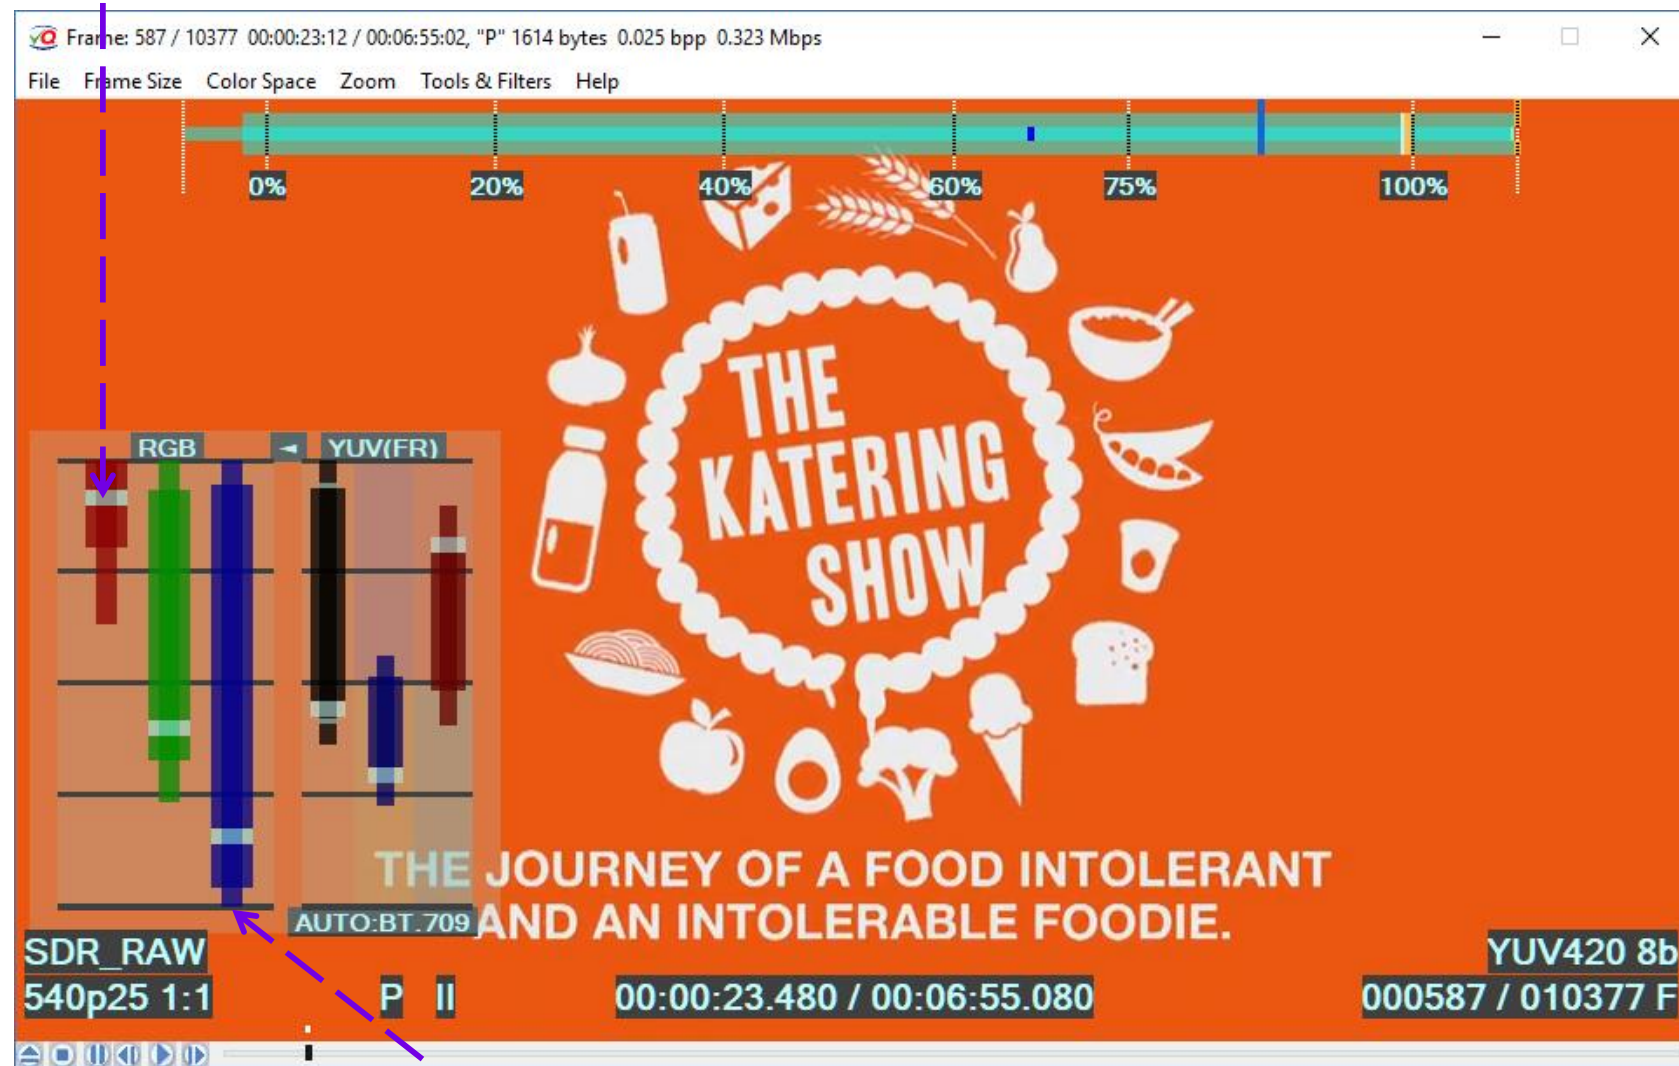 Frame: 587 / 10377 00:00:23:12 / 00:06:55:02, "P" 1614 bytes 0.025 bpp 0.323 Mbps
File Frame Size Color Space Zoom Tools & Filters Help
0% 20% 40% 60% 75% 100%
THE
KATERING
SHOW
RGB ◄ YUV(FR)
THE JOURNEY OF A FOOD INTOLERANT
AND AN INTOLERABLE FOODIE.
AUTO:BT.709
SDR_RAW YUV420 8b
540p25 1:1 P II 00:00:23.480 / 00:06:55.080 000587 / 010377 F